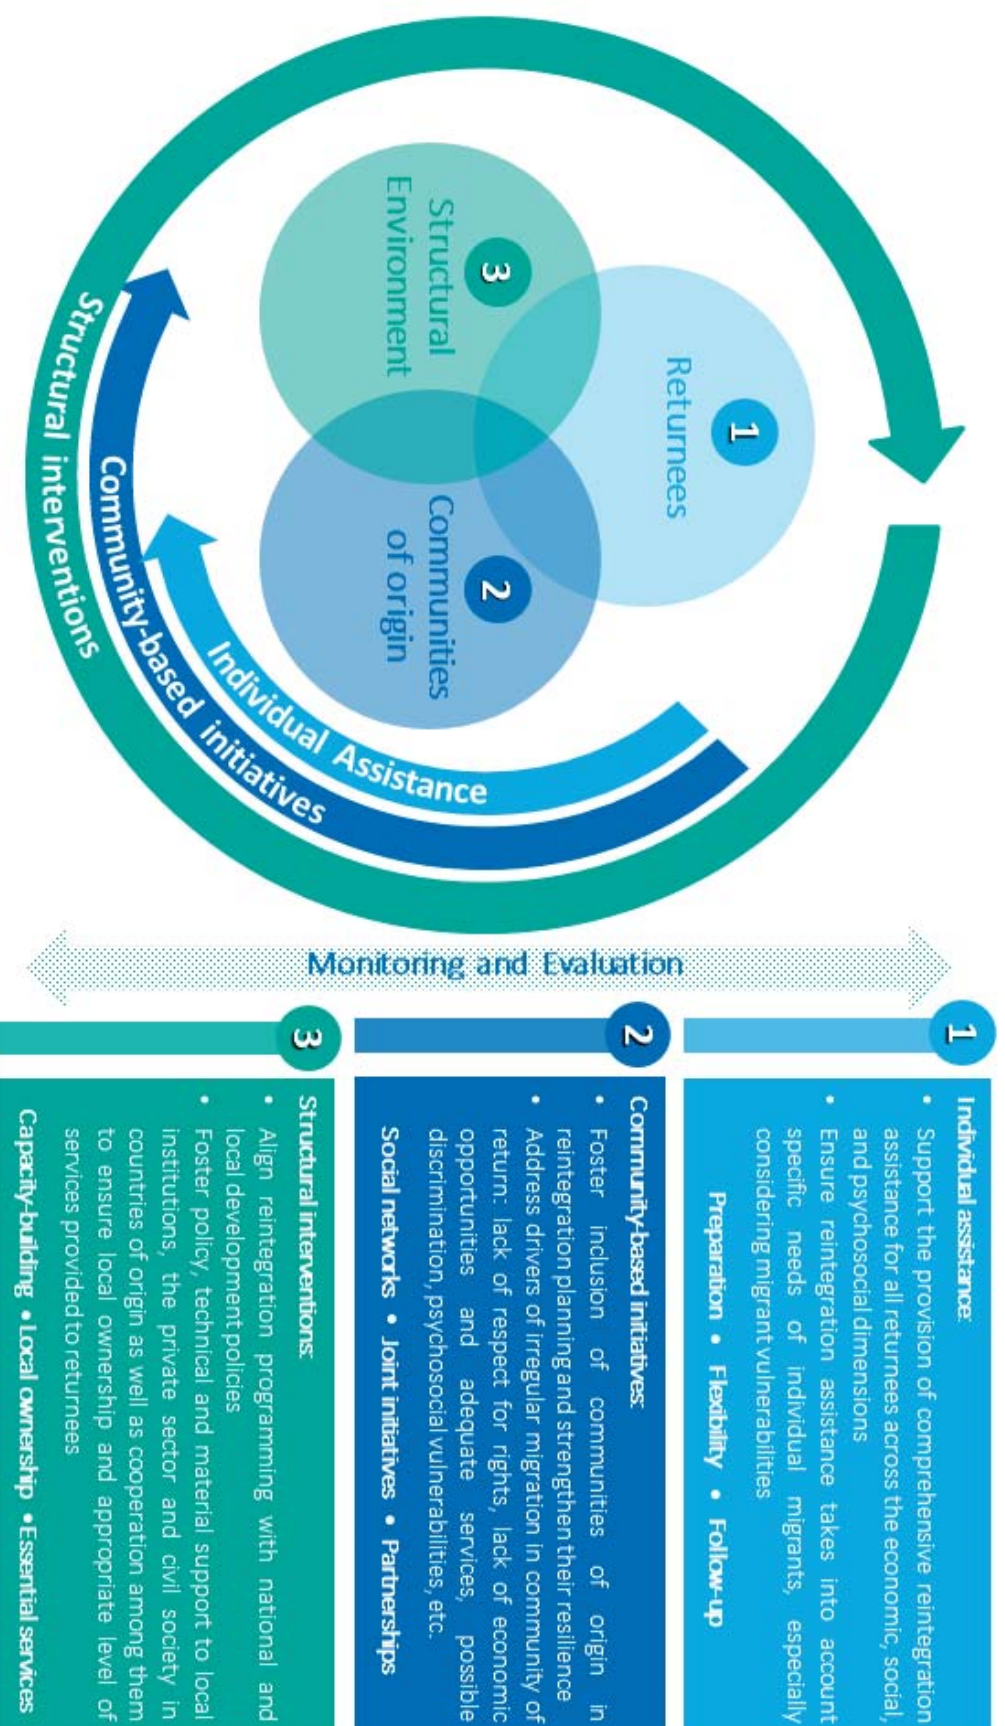 1
Returnees
3
Structural
Environment
2
Communities
of origin
Individual Assistance
Community-based initiatives
Structural interventions
Monitoring and Evaluation
1
Individual assistance:
• Support the provision of comprehensive reintegration
assistance for all returnees across the economic, social,
and psychosocial dimensions
• Ensure reintegration assistance takes into account
specific needs of individual migrants, especially
considering migrant vulnerabilities
Preparation • Flexibility • Follow-up
2
Community-based initiatives:
• Foster inclusion of communities of origin in
reintegration planning and strengthen their resilience
• Address drivers of irregular migration in community of
return: lack of respect for rights, lack of economic
opportunities and adequate services, possible
discrimination, psychosocial vulnerabilities, etc.
Social networks • Joint initiatives • Partnerships
3
Structural interventions:
• Align reintegration programming with national and
local development policies
• Foster policy, technical and material support to local
institutions, the private sector and civil society in
countries of origin as well as cooperation among them
to ensure local ownership and appropriate level of
services provided to returnees
Capacity-building • Local ownership • Essential services